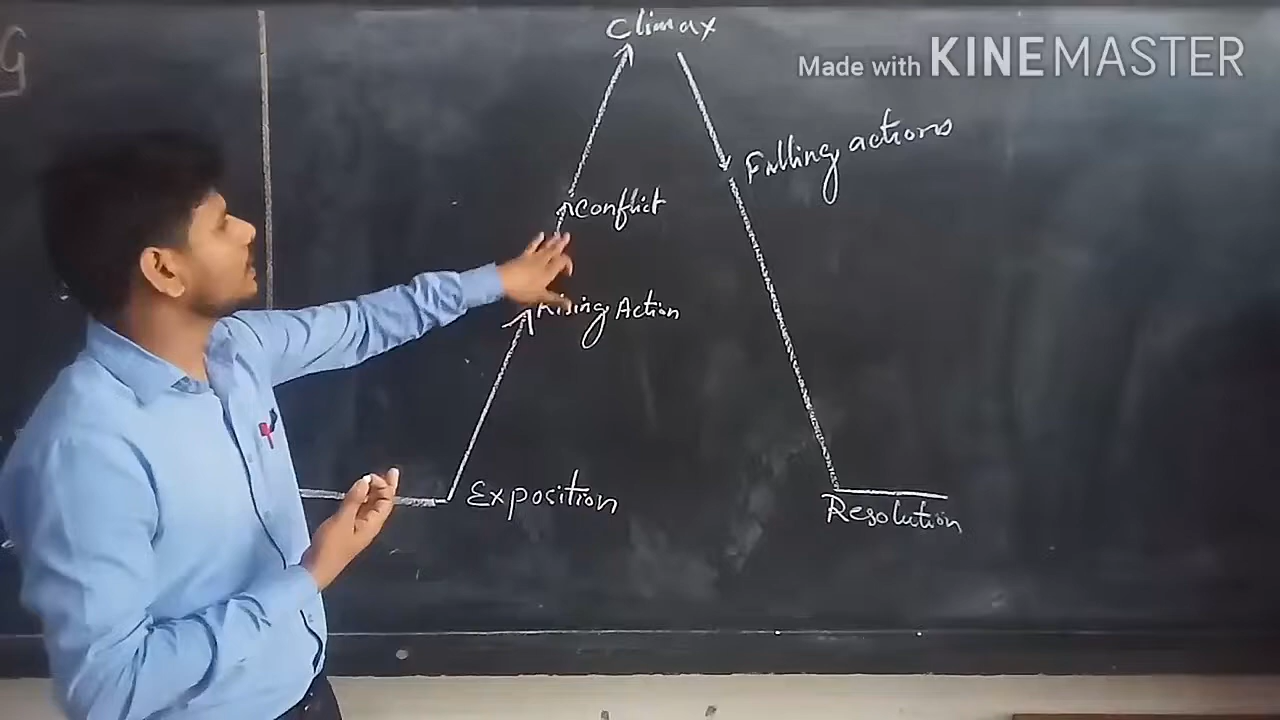 G
Climax
Made with KINEMASTER
Falling actions
Conflict
Rising Action
Exposition
Resolution